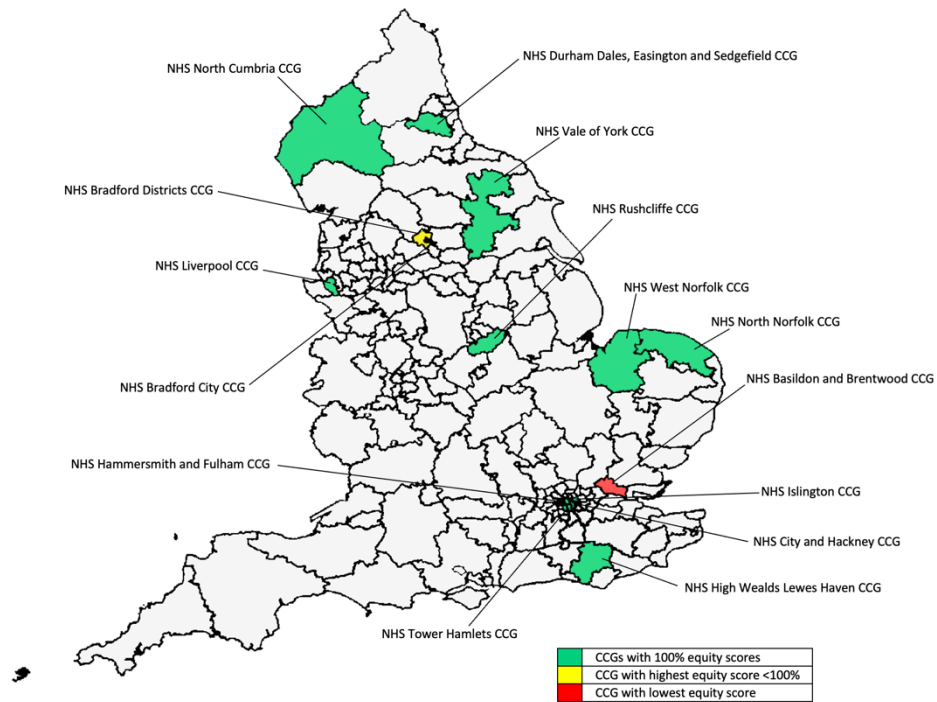 NHS Durham Dales, Easington and Sedgefield CCG
NHS North Cumbria CCG
NHS Vale of York CCG
NHS Bradford Districts CCG
NHS Rushcliffe CCG
NHS Liverpool CCG
NHS West Norfolk CCG
NHS North Norfolk CCG
NHS Basildon and Brentwood CCG
NHS Bradford City CCG
NHS Hammersmith and Fulham CCG
NHS Islington CCG
NHS City and Hackney CCG
NHS High Wealds Lewes Haven CCG
NHS Tower Hamlets CCG
CCGs with 100% equity scores
CCG with highest equity score <100%
CCG with lowest equity score